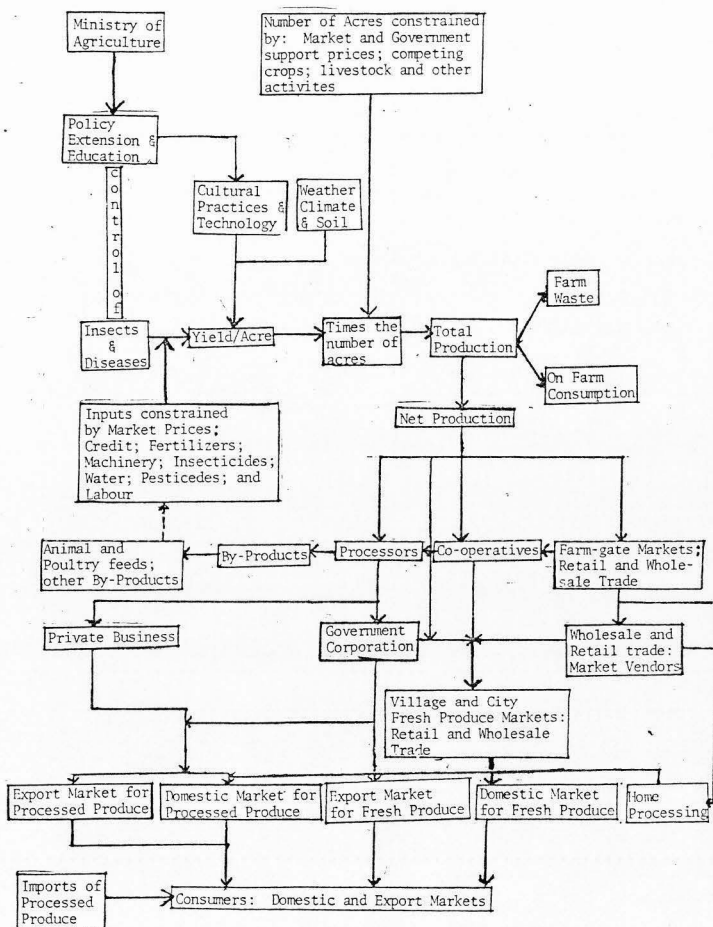 Ministry of
Agriculture
Number of Acres constrained
by: Market and Government
support prices; competing
crops; livestock and other
activites
Policy
Extension &
Education
control of
Cultural
Practices &
Technology
Weather
Climate
& Soil
Insects
&
Diseases
Yield/Acre
Times the
number of
acres
Total
Production
Farm
Waste
On Farm
Consumption
Net Production
Inputs constrained
by Market Prices;
Credit; Fertilizers;
Machinery; Insecticides;
Water; Pesticedes; and
Labour
Animal and
Poultry feeds;
other By-Products
By-Products
Processors
Co-operatives
Farm-gate Markets;
Retail and Whole-
sale Trade
Private Business
Government
Corporation
Wholesale and
Retail trade:
Market Vendors
Village and City
Fresh Produce Markets:
Retail and Wholesale
Trade
Export Market for
Processed Produce
Domestic Market for
Processed Produce
Export Market
for Fresh Produce
Domestic Market
for Fresh Produce
Home
Processing
Imports of
Processed
Produce
Consumers: Domestic and Export Markets